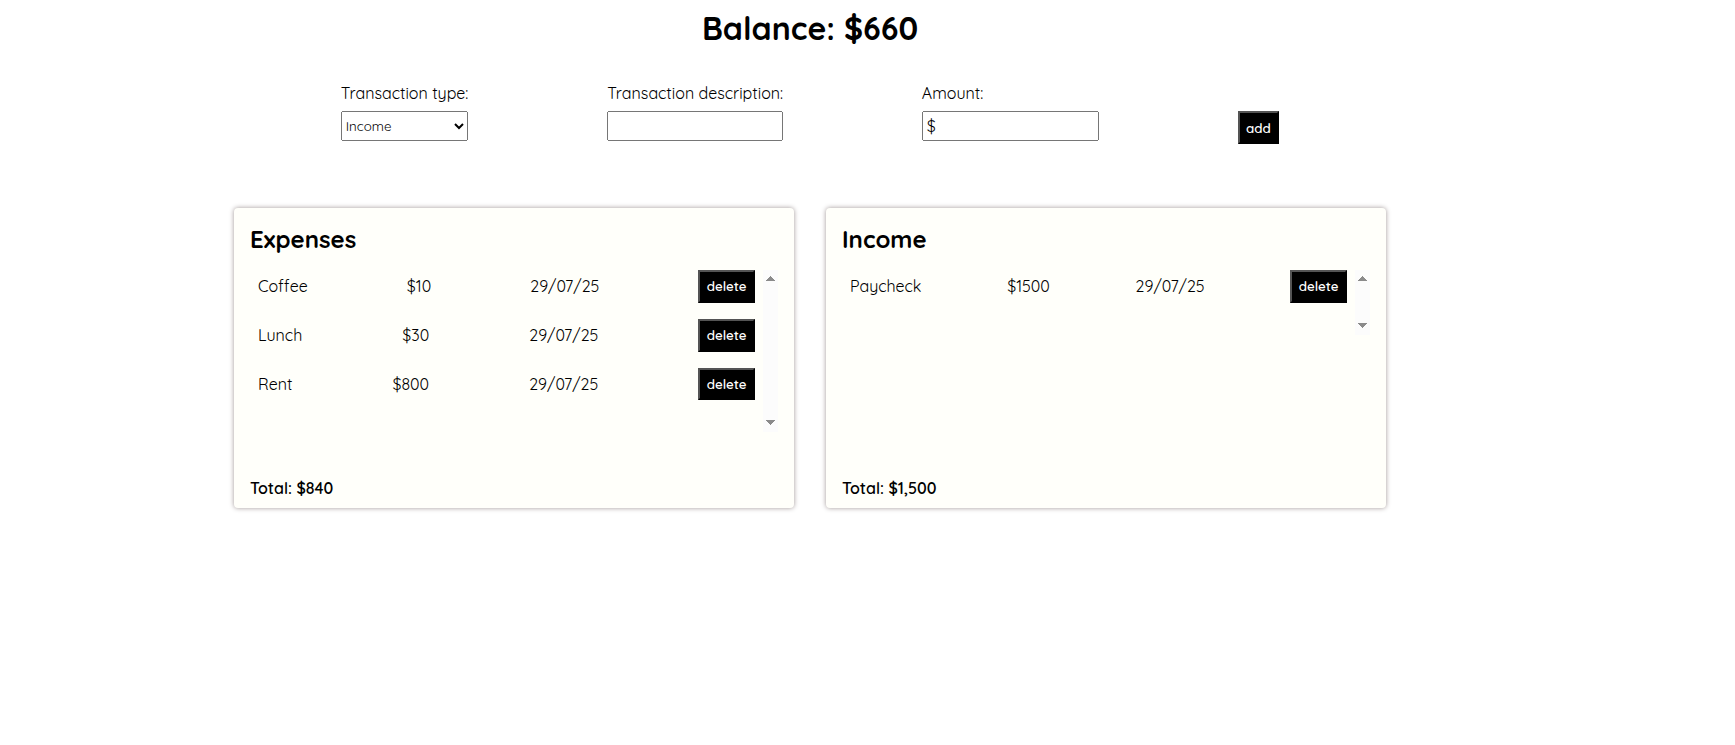 Balance: $660
Transaction type:
Transaction description:
Amount:
Income
$
add
Expenses
Coffee $10 29/07/25 delete
Lunch $30 29/07/25 delete
Rent $800 29/07/25 delete
Total: $840
Income
Paycheck $1500 29/07/25 delete
Total: $1,500